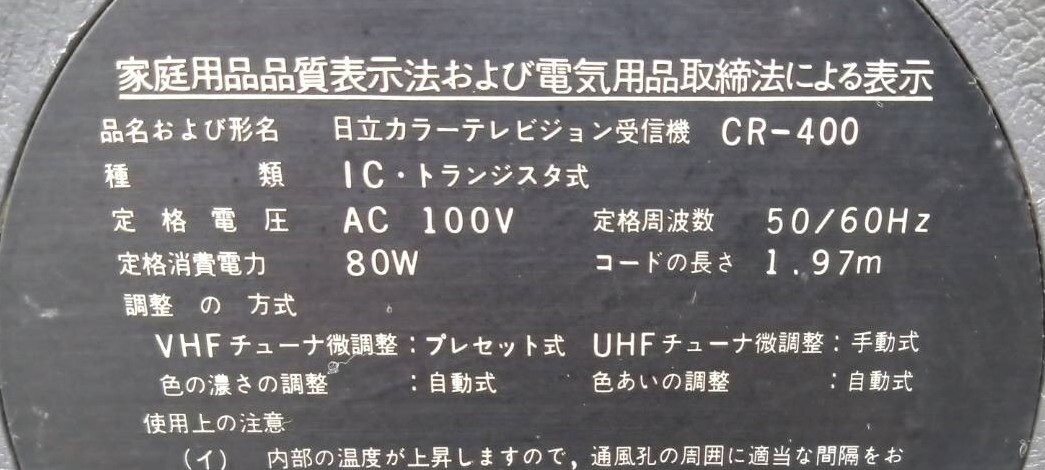 家庭用品品質表示法および電気用品取締法による表示
品名および形名 日立カラーテレビジョン受信機 CR-400
種類 IC・トランジスタ式
定格電圧 AC 100V 定格周波数 50/60Hz
定格消費電力 80W コードの長さ 1.97m
調整の方式
VHFチューナ微調整：プレセット式 UHFチューナ微調整：手動式
色の濃さの調整：自動式 色あいの調整：自動式
使用上の注意
(イ) 内部の温度が上昇しますので，通風孔の周囲に適当な間隔をお